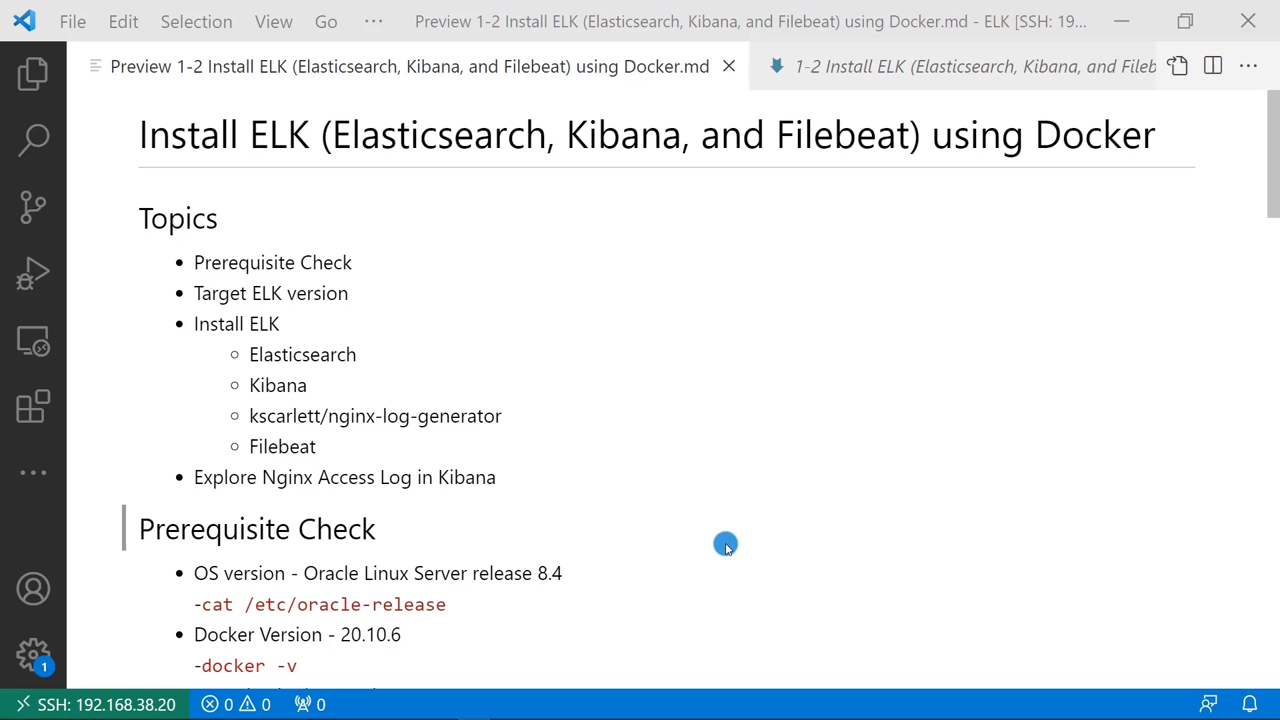 File Edit Selection View Go ··· Preview 1-2 Install ELK (Elasticsearch, Kibana, and Filebeat) using Docker.md - ELK [SSH: 19...
Preview 1-2 Install ELK (Elasticsearch, Kibana, and Filebeat) using Docker.md
1-2 Install ELK (Elasticsearch, Kibana, and Fileb
Install ELK (Elasticsearch, Kibana, and Filebeat) using Docker
Topics
• Prerequisite Check
• Target ELK version
• Install ELK
◦ Elasticsearch
◦ Kibana
◦ kscarlett/nginx-log-generator
◦ Filebeat
• Explore Nginx Access Log in Kibana
Prerequisite Check
• OS version - Oracle Linux Server release 8.4
-cat /etc/oracle-release
• Docker Version - 20.10.6
-docker -v
1
SSH: 192.168.38.20 0 0 0